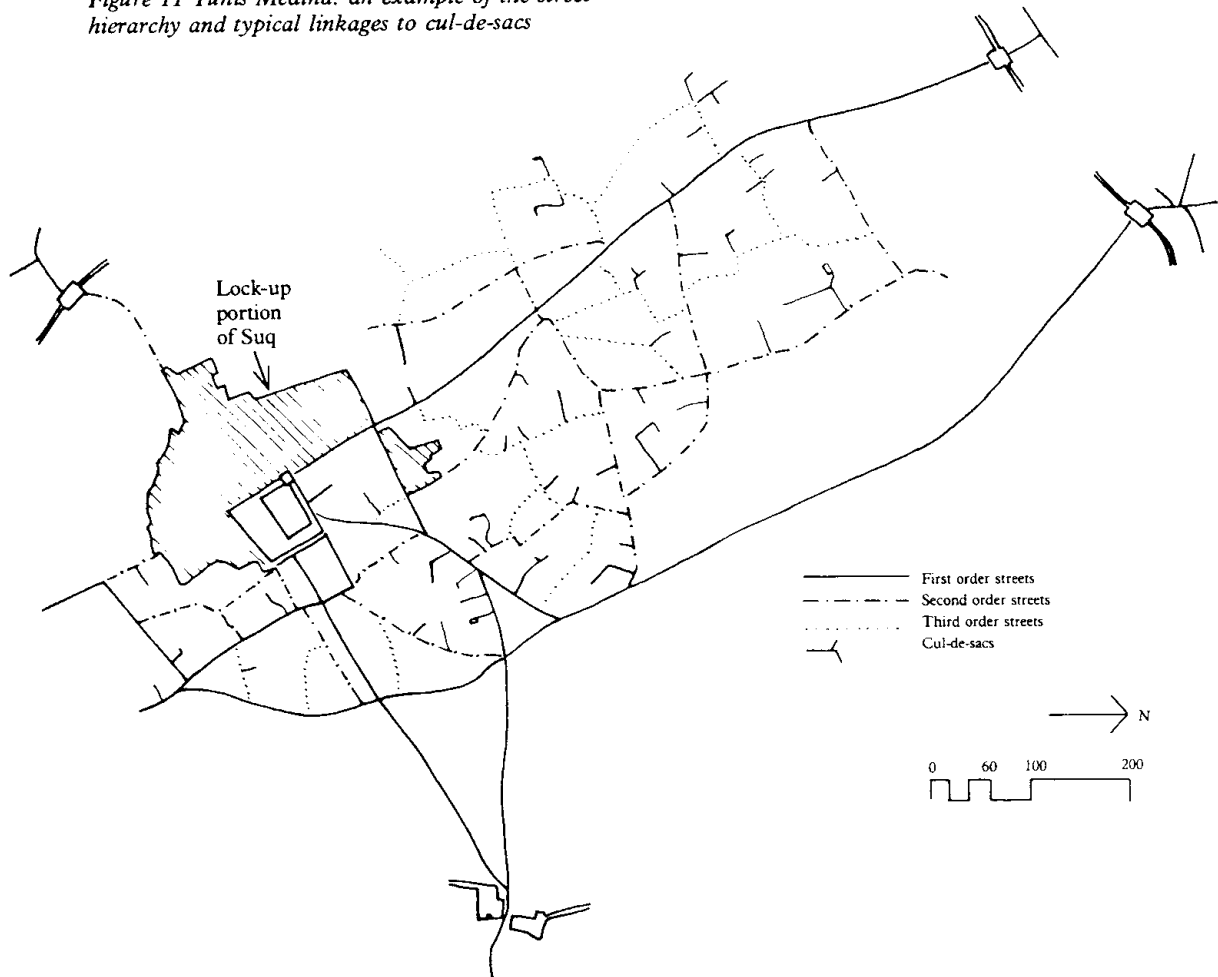 Figure 11 Tunis Medina: an example of the street
hierarchy and typical linkages to cul-de-sacs
Lock-up
portion
of Suq
First order streets
Second order streets
Third order streets
Cul-de-sacs
N
0 60 100 200